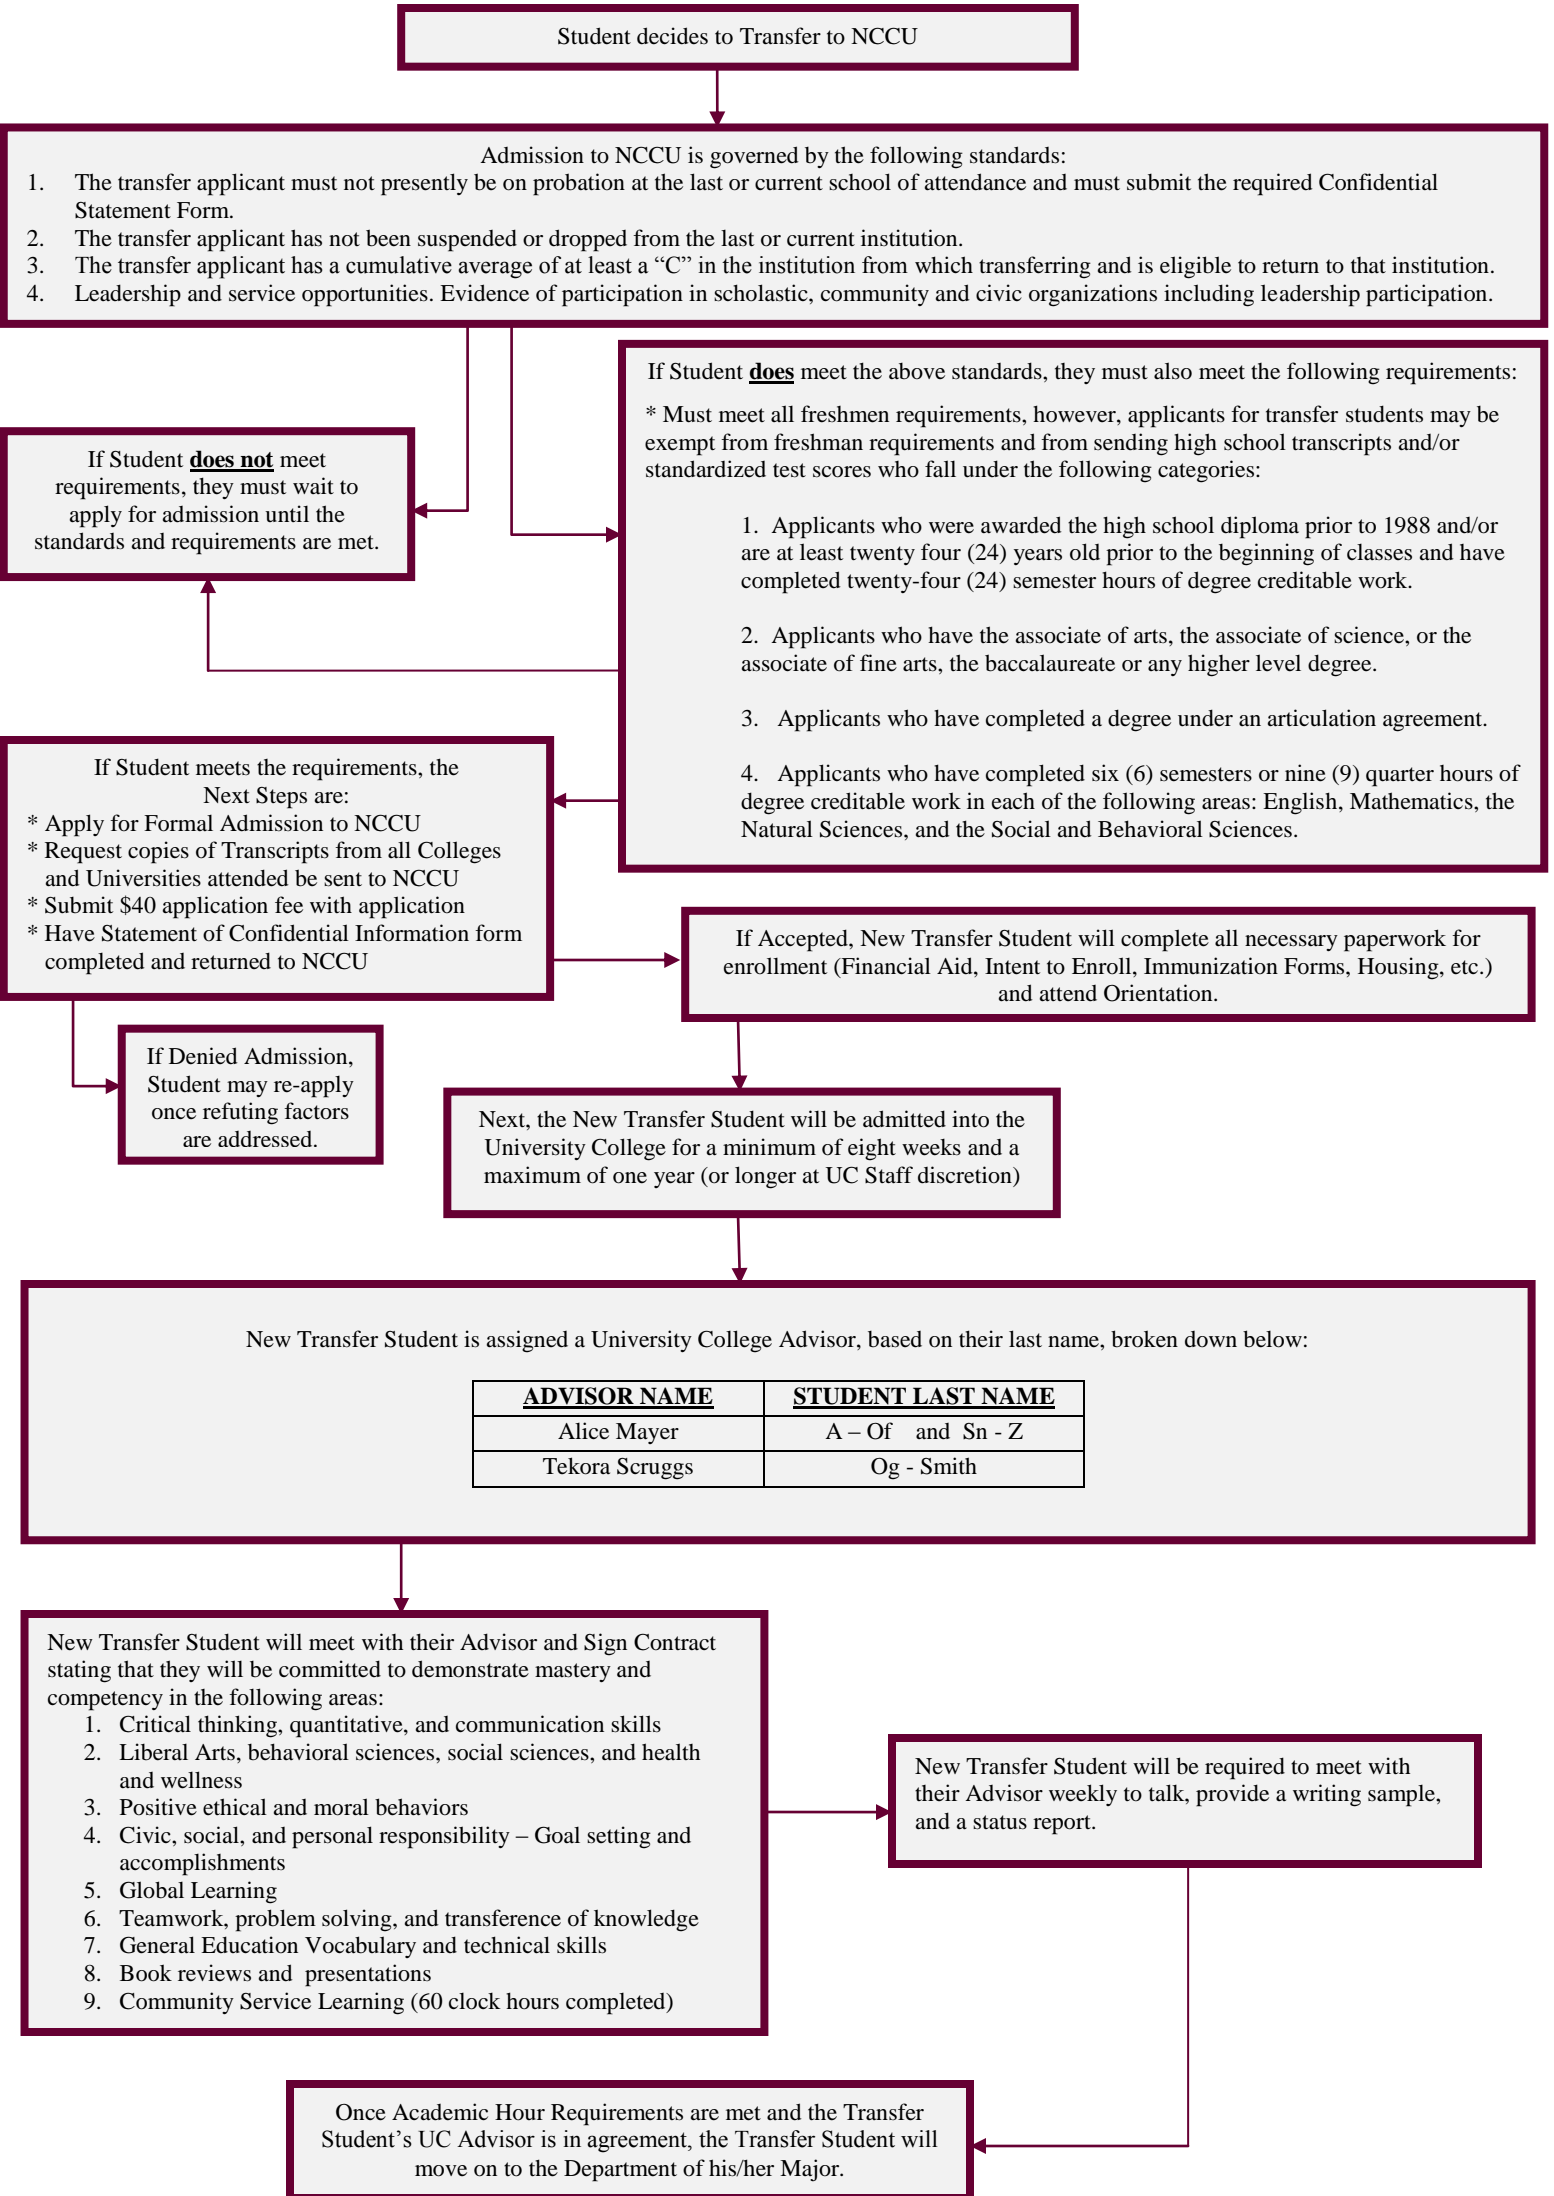 Student decides to Transfer to NCCU
Admission to NCCU is governed by the following standards:
1. The transfer applicant must not presently be on probation at the last or current school of attendance and must submit the required Confidential
Statement Form.
2. The transfer applicant has not been suspended or dropped from the last or current institution.
3. The transfer applicant has a cumulative average of at least a “C” in the institution from which transferring and is eligible to return to that institution.
4. Leadership and service opportunities. Evidence of participation in scholastic, community and civic organizations including leadership participation.
If Student does meet the above standards, they must also meet the following requirements:
* Must meet all freshmen requirements, however, applicants for transfer students may be
exempt from freshman requirements and from sending high school transcripts and/or
standardized test scores who fall under the following categories:
1. Applicants who were awarded the high school diploma prior to 1988 and/or
are at least twenty four (24) years old prior to the beginning of classes and have
completed twenty-four (24) semester hours of degree creditable work.
2. Applicants who have the associate of arts, the associate of science, or the
associate of fine arts, the baccalaureate or any higher level degree.
3. Applicants who have completed a degree under an articulation agreement.
4. Applicants who have completed six (6) semesters or nine (9) quarter hours of
degree creditable work in each of the following areas: English, Mathematics, the
Natural Sciences, and the Social and Behavioral Sciences.
If Student does not meet
requirements, they must wait to
apply for admission until the
standards and requirements are met.
If Student meets the requirements, the
Next Steps are:
* Apply for Formal Admission to NCCU
* Request copies of Transcripts from all Colleges
and Universities attended be sent to NCCU
* Submit $40 application fee with application
* Have Statement of Confidential Information form
completed and returned to NCCU
If Accepted, New Transfer Student will complete all necessary paperwork for
enrollment (Financial Aid, Intent to Enroll, Immunization Forms, Housing, etc.)
and attend Orientation.
If Denied Admission,
Student may re-apply
once refuting factors
are addressed.
Next, the New Transfer Student will be admitted into the
University College for a minimum of eight weeks and a
maximum of one year (or longer at UC Staff discretion)
New Transfer Student is assigned a University College Advisor, based on their last name, broken down below:
ADVISOR NAME STUDENT LAST NAME
Alice Mayer A – Of and Sn - Z
Tekora Scruggs Og - Smith
New Transfer Student will meet with their Advisor and Sign Contract
stating that they will be committed to demonstrate mastery and
competency in the following areas:
1. Critical thinking, quantitative, and communication skills
2. Liberal Arts, behavioral sciences, social sciences, and health
and wellness
3. Positive ethical and moral behaviors
4. Civic, social, and personal responsibility – Goal setting and
accomplishments
5. Global Learning
6. Teamwork, problem solving, and transference of knowledge
7. General Education Vocabulary and technical skills
8. Book reviews and presentations
9. Community Service Learning (60 clock hours completed)
New Transfer Student will be required to meet with
their Advisor weekly to talk, provide a writing sample,
and a status report.
Once Academic Hour Requirements are met and the Transfer
Student’s UC Advisor is in agreement, the Transfer Student will
move on to the Department of his/her Major.